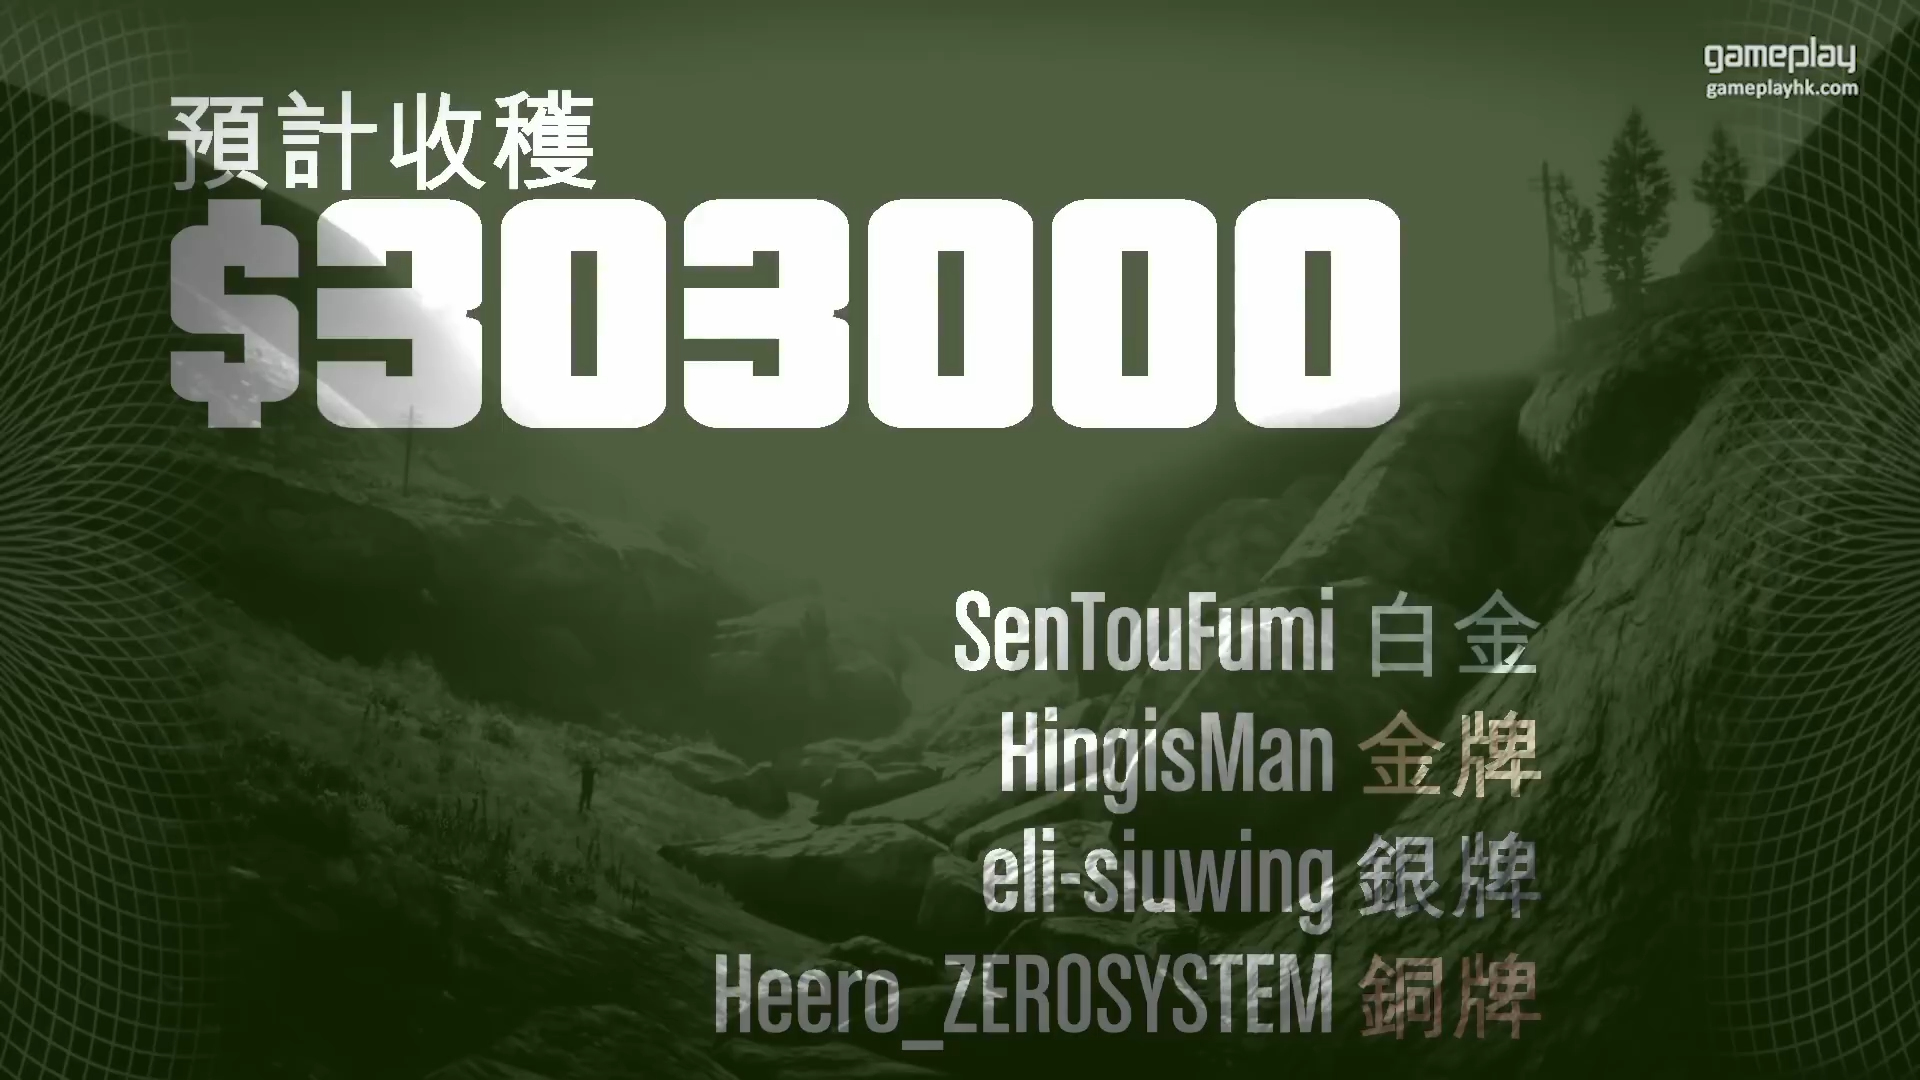 gameplay
gameplayhk.com
預計收穫
$303000
SenTouFumi 白金
HingisMan 金牌
eli-siuwing 銀牌
Heero_ZEROSYSTEM 銅牌